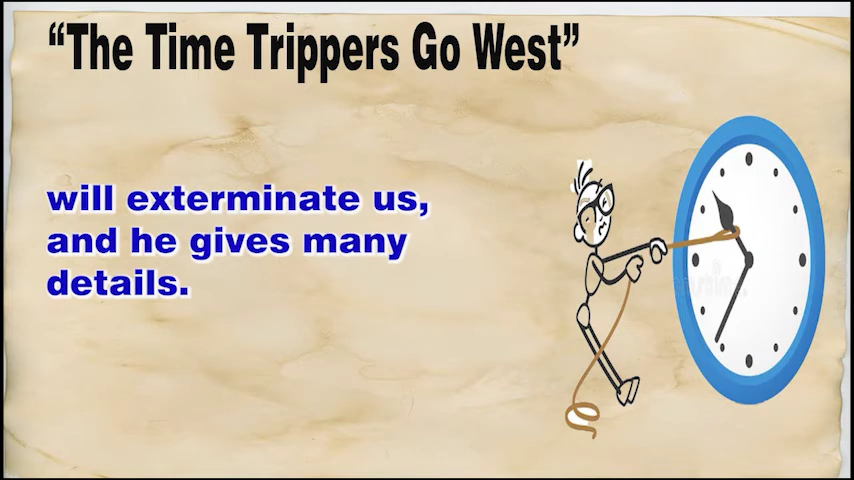 “The Time Trippers Go West”
will exterminate us,
and he gives many
details.